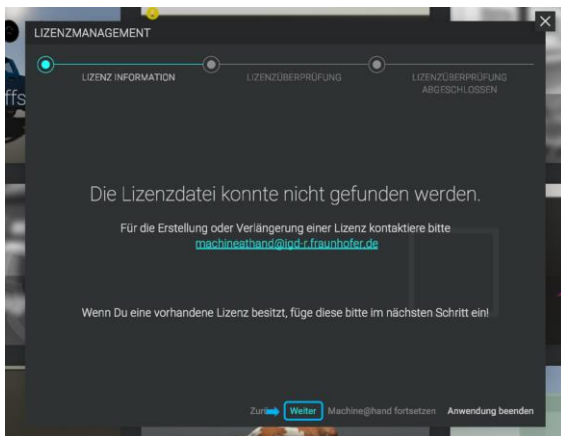 LIZENZMANAGEMENT
LIZENZ INFORMATION
LIZENZÜBERPRÜFUNG
LIZENZÜBERPRÜFUNG
ABGESCHLOSSEN
ffs
Die Lizenzdatei konnte nicht gefunden werden.
Für die Erstellung oder Verlängerung einer Lizenz kontaktiere bitte
machineathand@igd-r.fraunhofer.de
Wenn Du eine vorhandene Lizenz besitzt, füge diese bitte im nächsten Schritt ein!
Weiter Machine@hand fortsetzen Anwendung beenden